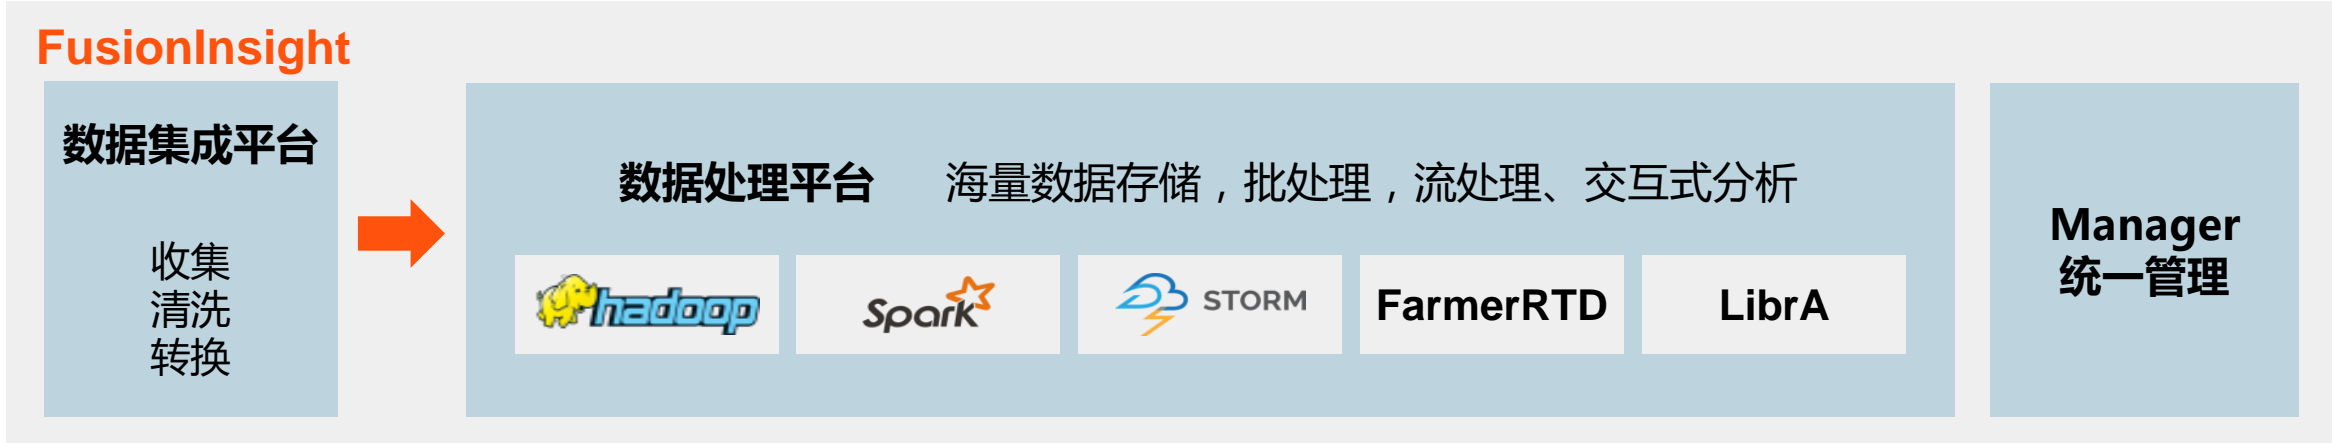 FusionInsight
数据集成平台
收集
清洗
转换
数据处理平台 海量数据存储，批处理，流处理、交互式分析
hadoop
Spark
STORM
FarmerRTD
LibrA
Manager
统一管理